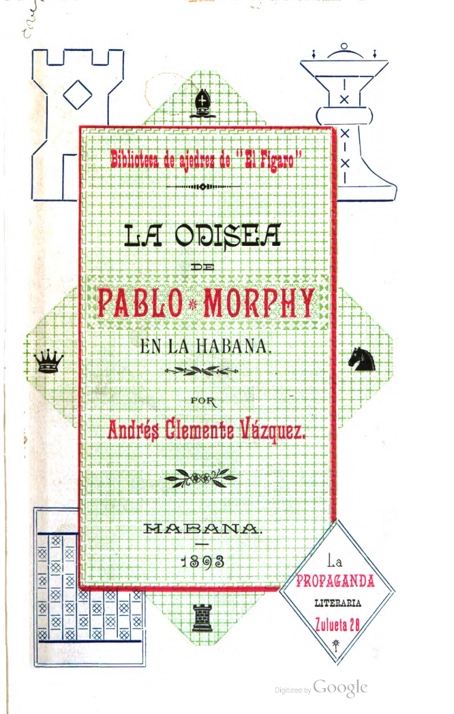 Biblioteca de ajedrez de "El Fígaro"
LA ODISEA
DE
PABLO * MORPHY
EN LA HABANA.
POR
Andrés Clemente Vázquez.
HABANA.
1893
La
PROPAGANDA
LITERARIA
Zulueta 28
Digitized by Google